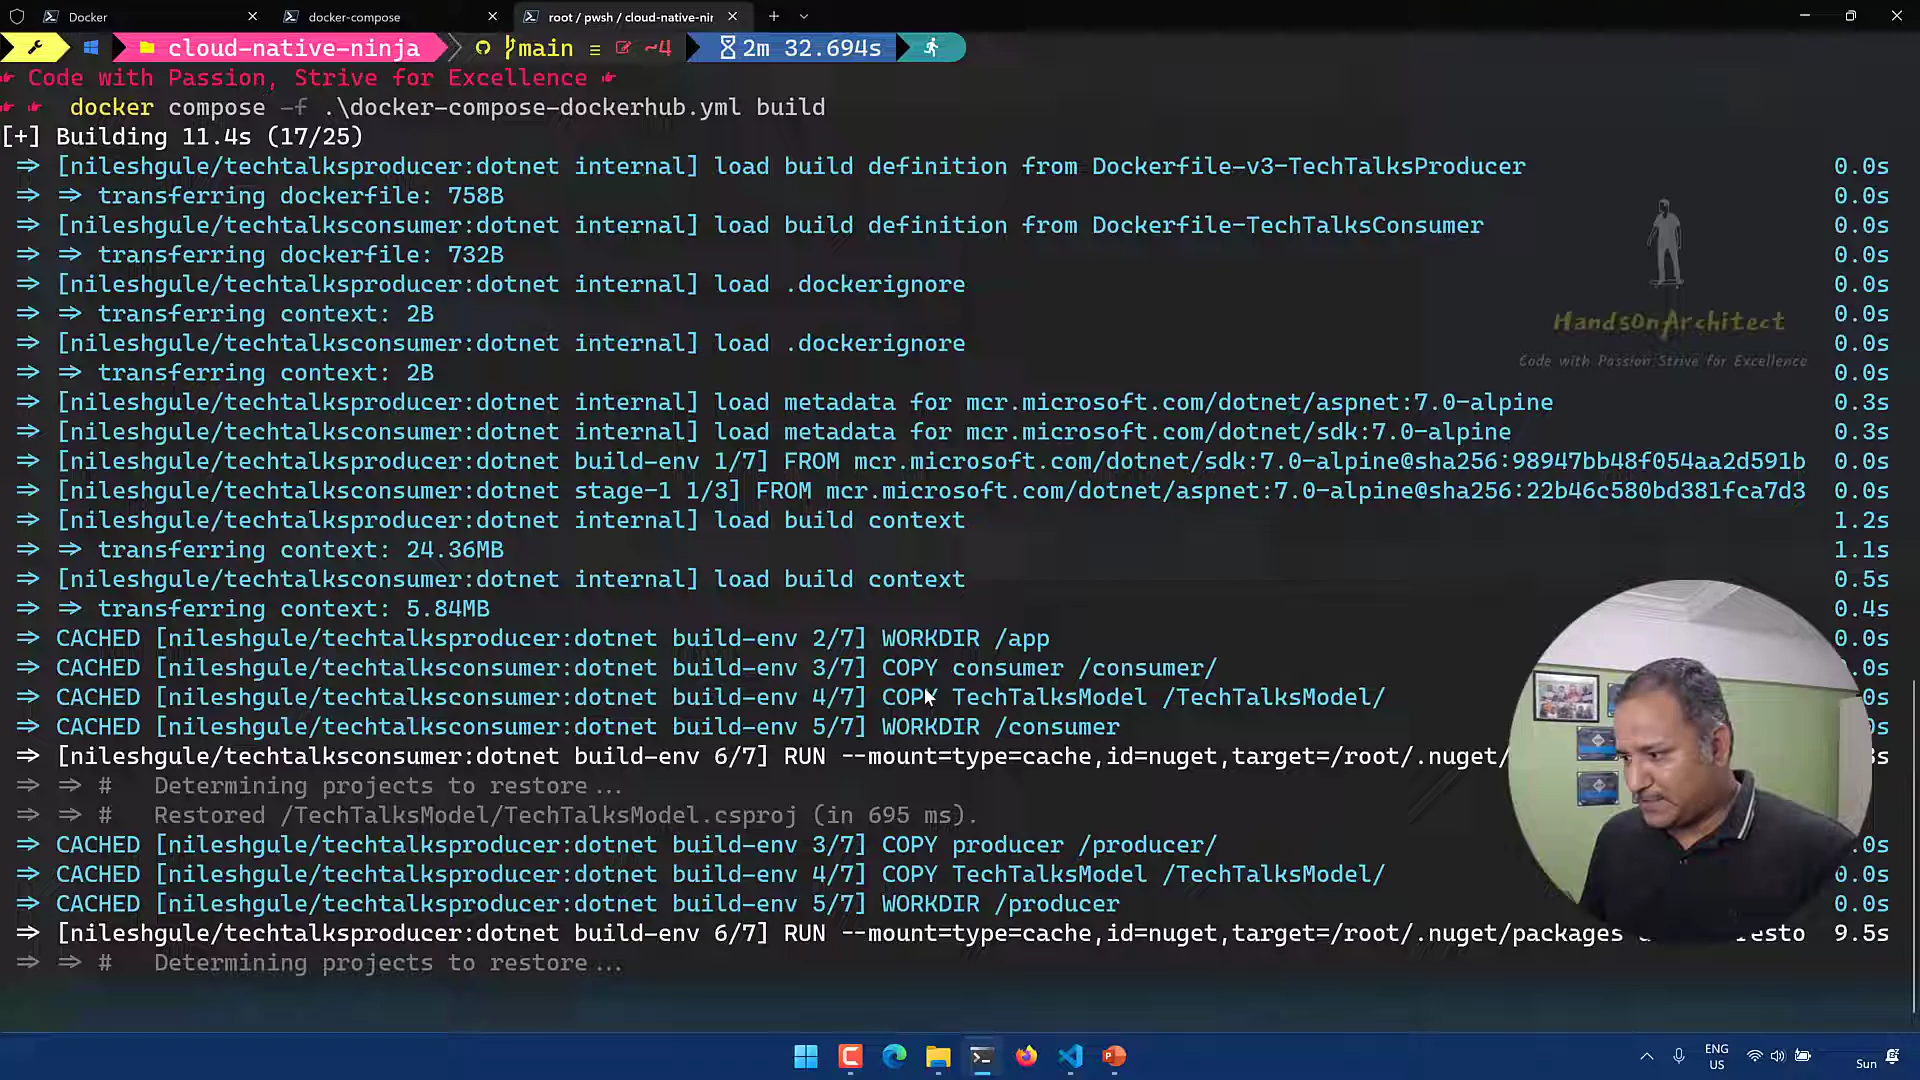 Docker
docker-compose
root / pwsh / cloud-native-nir
cloud-native-ninja main ≡ ~4 2m 32.694s
Code with Passion, Strive for Excellence
docker compose -f .\docker-compose-dockerhub.yml build
[+] Building 11.4s (17/25)
=> [nileshgule/techtalksproducer:dotnet internal] load build definition from Dockerfile-v3-TechTalksProducer 0.0s
=> => transferring dockerfile: 758B 0.0s
=> [nileshgule/techtalksconsumer:dotnet internal] load build definition from Dockerfile-TechTalksConsumer 0.0s
=> => transferring dockerfile: 732B 0.0s
=> [nileshgule/techtalksproducer:dotnet internal] load .dockerignore 0.0s
=> => transferring context: 2B 0.0s
=> [nileshgule/techtalksconsumer:dotnet internal] load .dockerignore 0.0s
=> => transferring context: 2B 0.0s
HandsOnArchitect
Code with Passion Strive for Excellence
=> [nileshgule/techtalksproducer:dotnet internal] load metadata for mcr.microsoft.com/dotnet/aspnet:7.0-alpine 0.3s
=> [nileshgule/techtalksconsumer:dotnet internal] load metadata for mcr.microsoft.com/dotnet/sdk:7.0-alpine 0.3s
=> [nileshgule/techtalksproducer:dotnet build-env 1/7] FROM mcr.microsoft.com/dotnet/sdk:7.0-alpine@sha256:98947bb48f054aa2d591b 0.0s
=> [nileshgule/techtalksconsumer:dotnet stage-1 1/3] FROM mcr.microsoft.com/dotnet/aspnet:7.0-alpine@sha256:22b46c580bd381fca7d3 0.0s
=> [nileshgule/techtalksproducer:dotnet internal] load build context 1.2s
=> => transferring context: 24.36MB 1.1s
=> [nileshgule/techtalksconsumer:dotnet internal] load build context 0.5s
=> => transferring context: 5.84MB 0.4s
=> CACHED [nileshgule/techtalksproducer:dotnet build-env 2/7] WORKDIR /app 0.0s
=> CACHED [nileshgule/techtalksconsumer:dotnet build-env 3/7] COPY consumer /consumer/ .0s
=> CACHED [nileshgule/techtalksconsumer:dotnet build-env 4/7] COPY TechTalksModel /TechTalksModel/ 0s
=> CACHED [nileshgule/techtalksconsumer:dotnet build-env 5/7] WORKDIR /consumer 0s
=> [nileshgule/techtalksconsumer:dotnet build-env 6/7] RUN --mount=type=cache,id=nuget,target=/root/.nuget/
=> => # Determining projects to restore...
=> => # Restored /TechTalksModel/TechTalksModel.csproj (in 695 ms).
=> CACHED [nileshgule/techtalksproducer:dotnet build-env 3/7] COPY producer /producer/ .0s
=> CACHED [nileshgule/techtalksproducer:dotnet build-env 4/7] COPY TechTalksModel /TechTalksModel/ 0.0s
=> CACHED [nileshgule/techtalksproducer:dotnet build-env 5/7] WORKDIR /producer 0.0s
=> [nileshgule/techtalksproducer:dotnet build-env 6/7] RUN --mount=type=cache,id=nuget,target=/root/.nuget/packages resto 9.5s
=> => # Determining projects to restore...
ENG
US
Sun